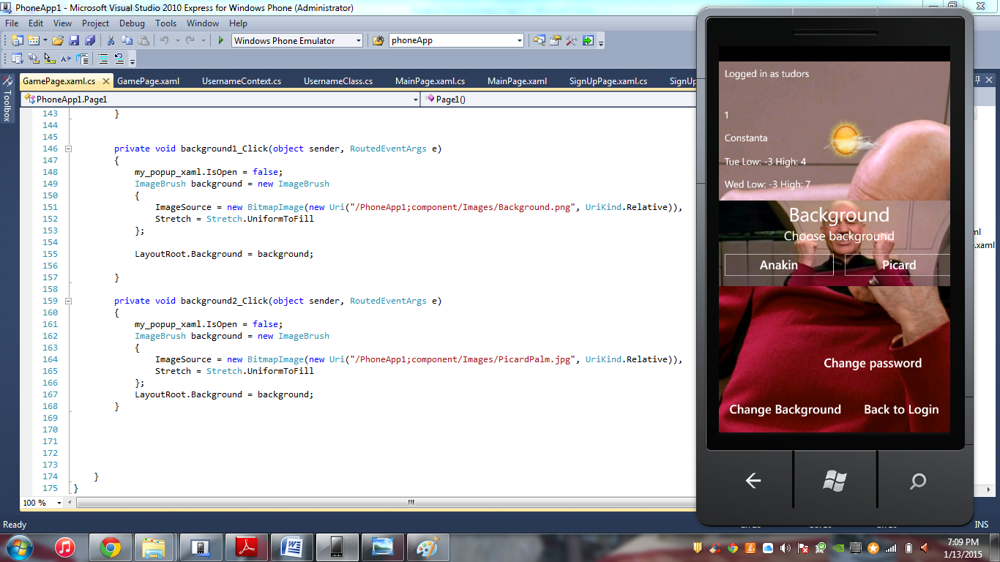 PhoneApp1 - Microsoft Visual Studio 2010 Express for Windows Phone (Administrator)
File Edit View Project Debug Tools Window Help
Windows Phone Emulator phoneApp
GamePage.xaml.cs GamePage.xaml UsernameContext.cs UsernameClass.cs MainPage.xaml.cs MainPage.xaml SignUpPage.xaml.cs SignUp
Toolbox
PhoneApp1.Page1 Page1()
143 }
144
145
146 private void background1_Click(object sender, RoutedEventArgs e)
147 {
148 my_popup_xaml.IsOpen = false;
149 ImageBrush background = new ImageBrush
150 {
151 ImageSource = new BitmapImage(new Uri("/PhoneApp1;component/Images/Background.png", UriKind.Relative)),
152 Stretch = Stretch.UniformToFill
153 };
154
155 LayoutRoot.Background = background;
156
157 }
158
159 private void background2_Click(object sender, RoutedEventArgs e)
160 {
161 my_popup_xaml.IsOpen = false;
162 ImageBrush background = new ImageBrush
163 {
164 ImageSource = new BitmapImage(new Uri("/PhoneApp1;component/Images/PicardPalm.jpg", UriKind.Relative)),
165 Stretch = Stretch.UniformToFill
166 };
167 LayoutRoot.Background = background;
168 }
169
170
171
172
173
174 }
175 }
100 %
Logged in as tudors
1
Constanta
Tue Low: -3 High: 4
Wed Low: -3 High: 7
Background
Choose background
Anakin Picard
Change password
Change Background Back to Login
Ready INS
7:09 PM
1/13/2015